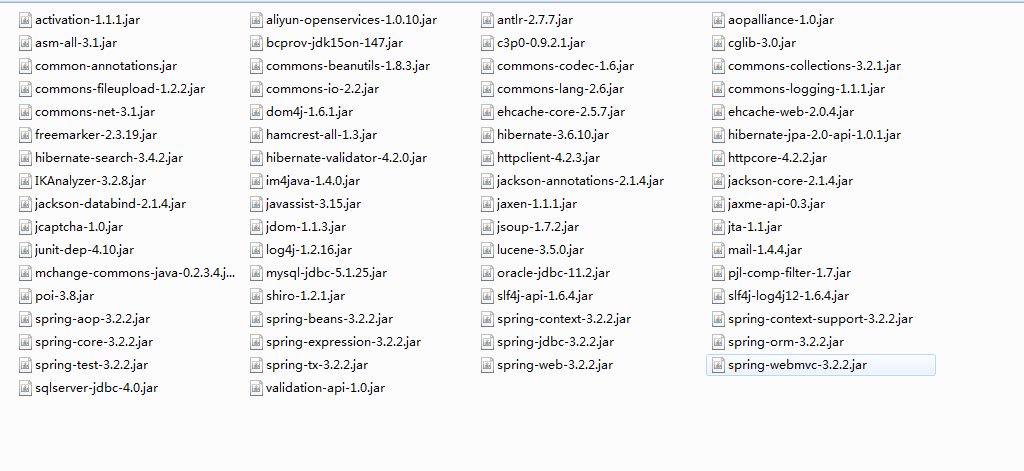 activation-1.1.1.jar aliyun-openservices-1.0.10.jar antlr-2.7.7.jar aopalliance-1.0.jar
asm-all-3.1.jar bcprov-jdk15on-147.jar c3p0-0.9.2.1.jar cglib-3.0.jar
common-annotations.jar commons-beanutils-1.8.3.jar commons-codec-1.6.jar commons-collections-3.2.1.jar
commons-fileupload-1.2.2.jar commons-io-2.2.jar commons-lang-2.6.jar commons-logging-1.1.1.jar
commons-net-3.1.jar dom4j-1.6.1.jar ehcache-core-2.5.7.jar ehcache-web-2.0.4.jar
freemarker-2.3.19.jar hamcrest-all-1.3.jar hibernate-3.6.10.jar hibernate-jpa-2.0-api-1.0.1.jar
hibernate-search-3.4.2.jar hibernate-validator-4.2.0.jar httpclient-4.2.3.jar httpcore-4.2.2.jar
IKAnalyzer-3.2.8.jar im4java-1.4.0.jar jackson-annotations-2.1.4.jar jackson-core-2.1.4.jar
jackson-databind-2.1.4.jar javassist-3.15.jar jaxen-1.1.1.jar jaxme-api-0.3.jar
jcaptcha-1.0.jar jdom-1.1.3.jar jsoup-1.7.2.jar jta-1.1.jar
junit-dep-4.10.jar log4j-1.2.16.jar lucene-3.5.0.jar mail-1.4.4.jar
mchange-commons-java-0.2.3.4.j... mysql-jdbc-5.1.25.jar oracle-jdbc-11.2.jar pjl-comp-filter-1.7.jar
poi-3.8.jar shiro-1.2.1.jar slf4j-api-1.6.4.jar slf4j-log4j12-1.6.4.jar
spring-aop-3.2.2.jar spring-beans-3.2.2.jar spring-context-3.2.2.jar spring-context-support-3.2.2.jar
spring-core-3.2.2.jar spring-expression-3.2.2.jar spring-jdbc-3.2.2.jar spring-orm-3.2.2.jar
spring-test-3.2.2.jar spring-tx-3.2.2.jar spring-web-3.2.2.jar spring-webmvc-3.2.2.jar
sqlserver-jdbc-4.0.jar validation-api-1.0.jar